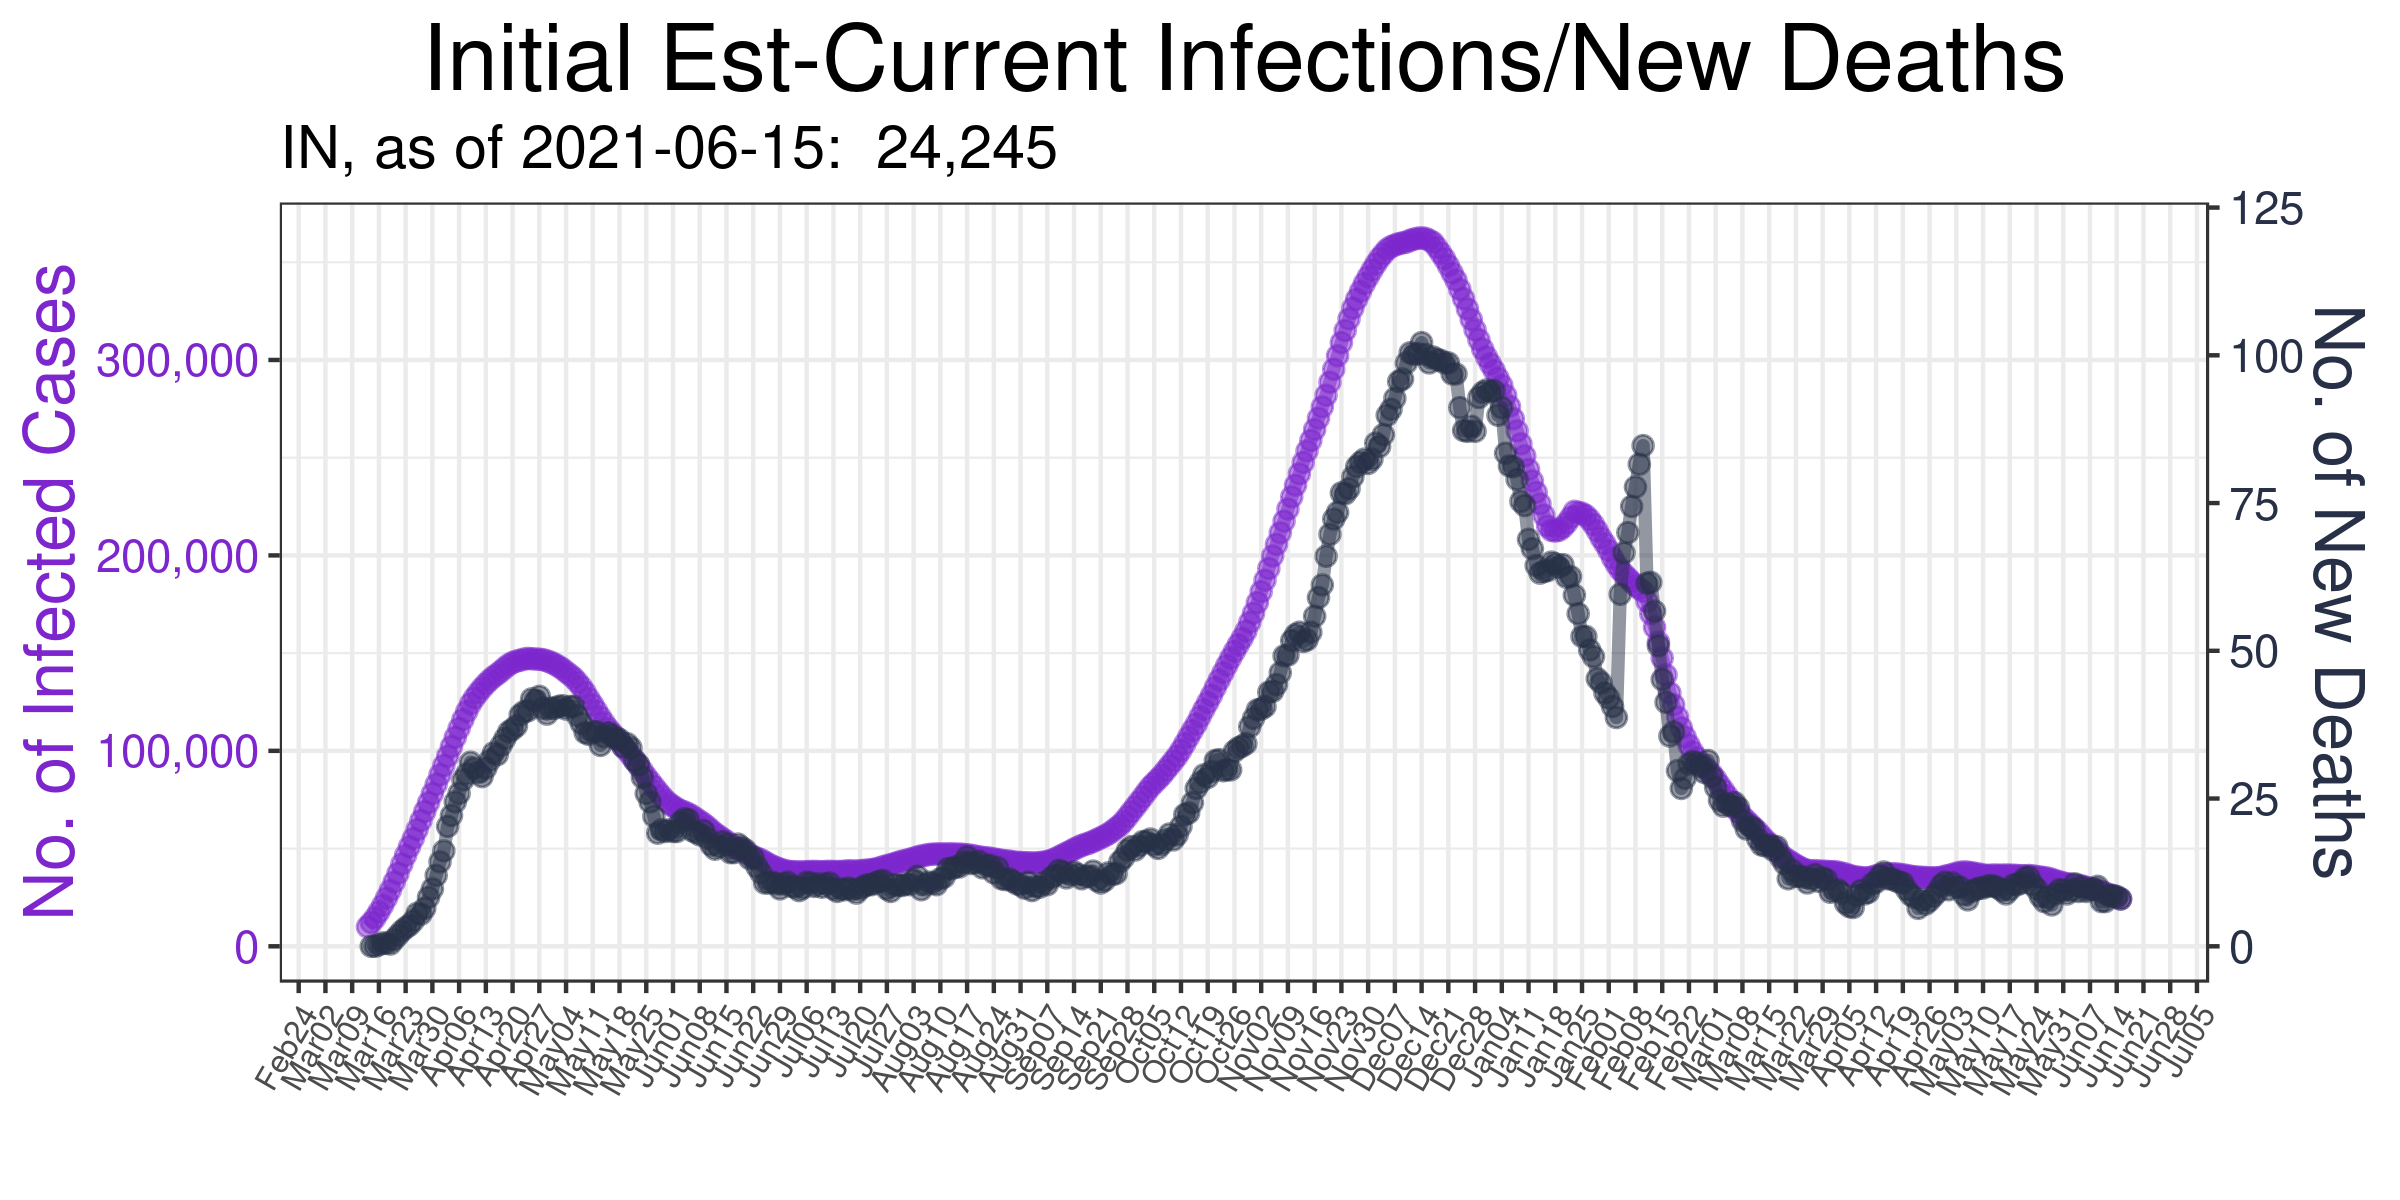 Initial Est-Current Infections/New Deaths
IN, as of 2021-06-15:  24,245
No. of Infected Cases
300,000
200,000
100,000
0
125
100
75
50
25
0
No. of New Deaths
Feb24
Mar02
Mar09
Mar16
Mar23
Mar30
Apr06
Apr13
Apr20
Apr27
May04
May11
May18
May25
Jun01
Jun08
Jun15
Jun22
Jun29
Jul06
Jul13
Jul20
Jul27
Aug03
Aug10
Aug17
Aug24
Aug31
Sep07
Sep14
Sep21
Sep28
Oct05
Oct12
Oct19
Oct26
Nov02
Nov09
Nov16
Nov23
Nov30
Dec07
Dec14
Dec21
Dec28
Jan04
Jan11
Jan18
Jan25
Feb01
Feb08
Feb15
Feb22
Mar01
Mar08
Mar15
Mar22
Mar29
Apr05
Apr12
Apr19
Apr26
May03
May10
May17
May24
May31
Jun07
Jun14
Jun21
Jun28
Jul05